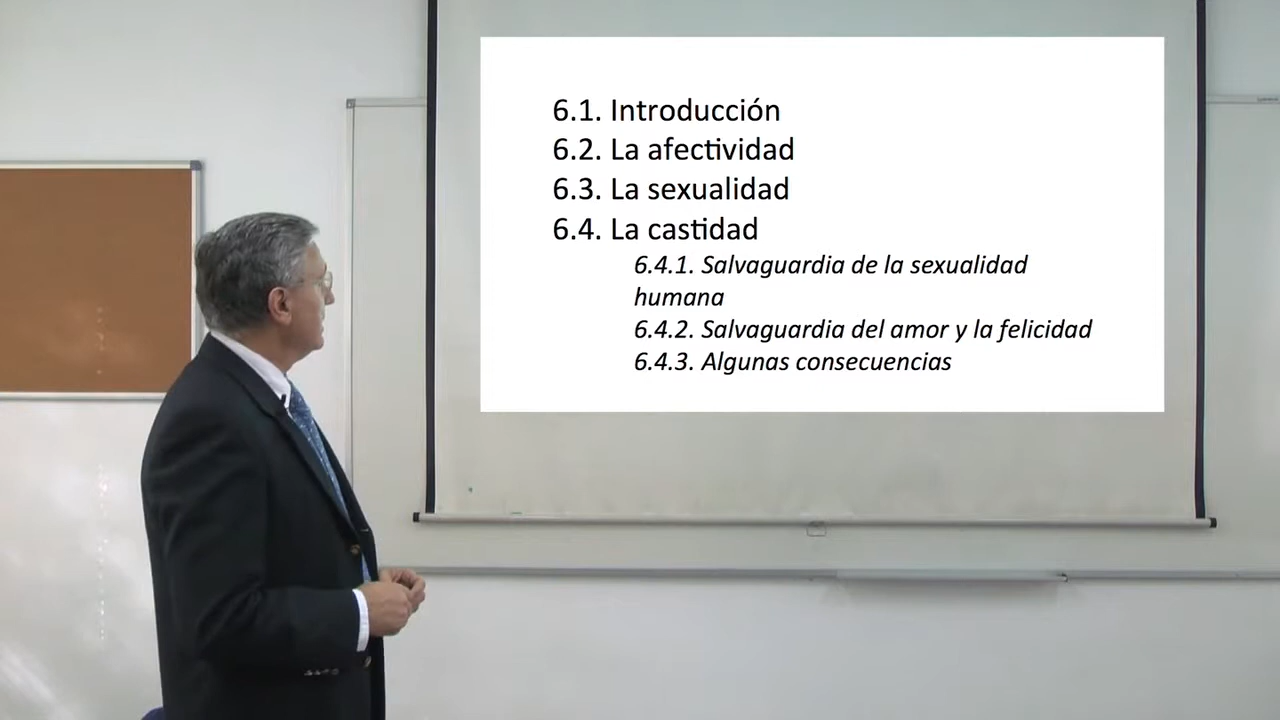 6.1. Introducción
6.2. La afectividad
6.3. La sexualidad
6.4. La castidad
6.4.1. Salvaguardia de la sexualidad
humana
6.4.2. Salvaguardia del amor y la felicidad
6.4.3. Algunas consecuencias